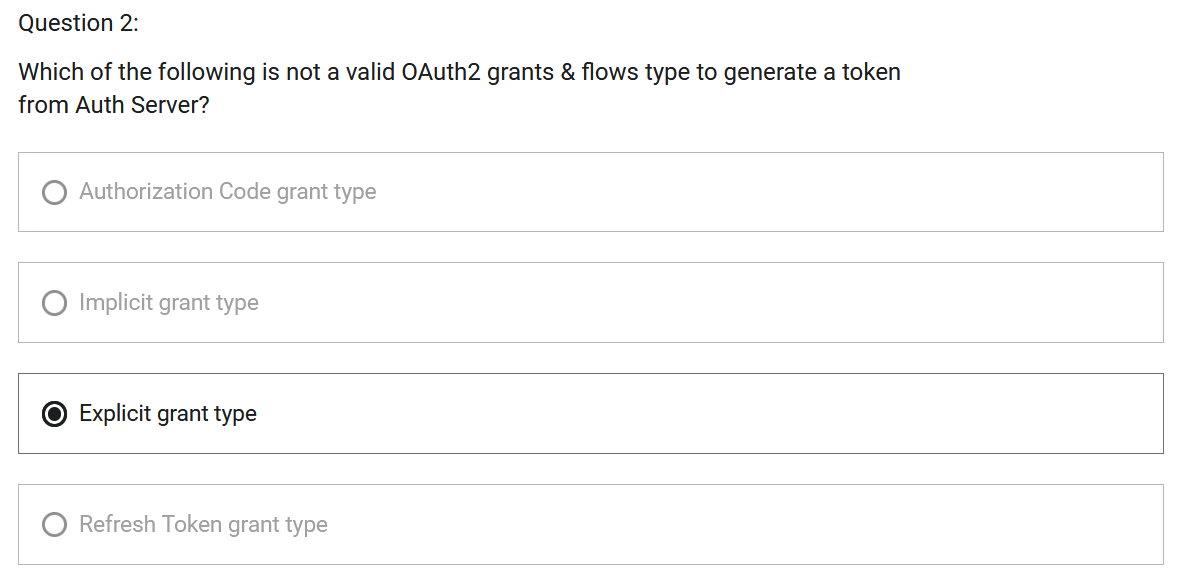 Question 2:
Which of the following is not a valid OAuth2 grants & flows type to generate a token
from Auth Server?
Authorization Code grant type
Implicit grant type
Explicit grant type
Refresh Token grant type